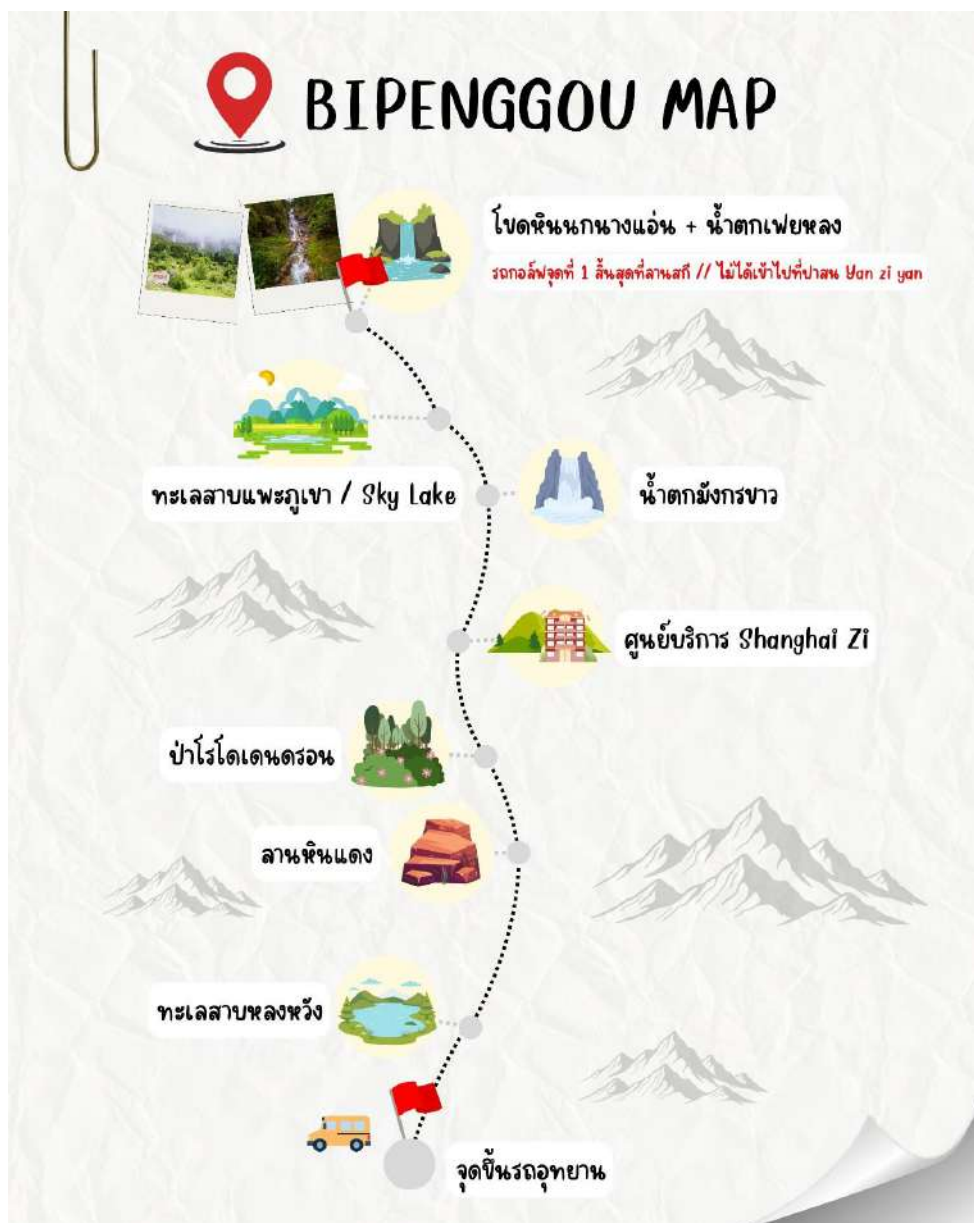 BIPENGGOU MAP
โขดหินนกนางแอ่น + น้ำตกเฟยหลง
รถกอล์ฟจุดที่ 1 สิ้นสุดที่ลานสกี // ไม่ได้เข้าไปที่ปาสน Yan zi yan
ทะเลสาบแพะภูเขา / Sky Lake
น้ำตกมังกรขาว
ศูนย์บริการ Shanghai Zi
ป่าโรโดเดนดรอน
ลานหินแดง
ทะเลสาบหลงหวัง
จุดขึ้นรถอุทยาน